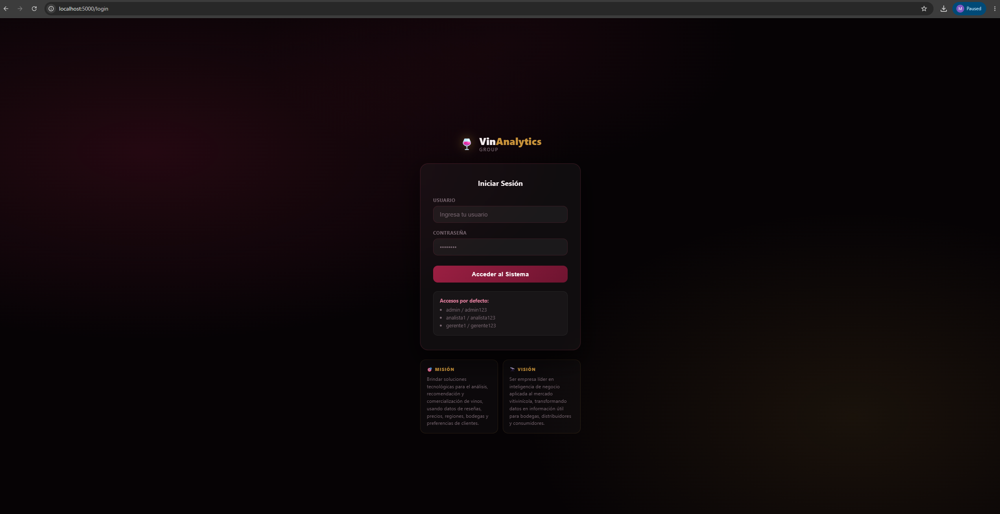 localhost:5000/login
M Paused
VinAnalytics
GROUP
Iniciar Sesión
USUARIO
Ingresa tu usuario
CONTRASEÑA
••••••••
Acceder al Sistema
Accesos por defecto:
• admin / admin123
• analista1 / analista123
• gerente1 / gerente123
MISIÓN
Brindar soluciones
tecnológicas para el análisis,
recomendación y
comercialización de vinos,
usando datos de reseñas,
precios, regiones, bodegas y
preferencias de clientes.
VISIÓN
Ser empresa líder en
inteligencia de negocio
aplicada al mercado
vitivinícola, transformando
datos en información útil
para bodegas, distribuidores
y consumidores.